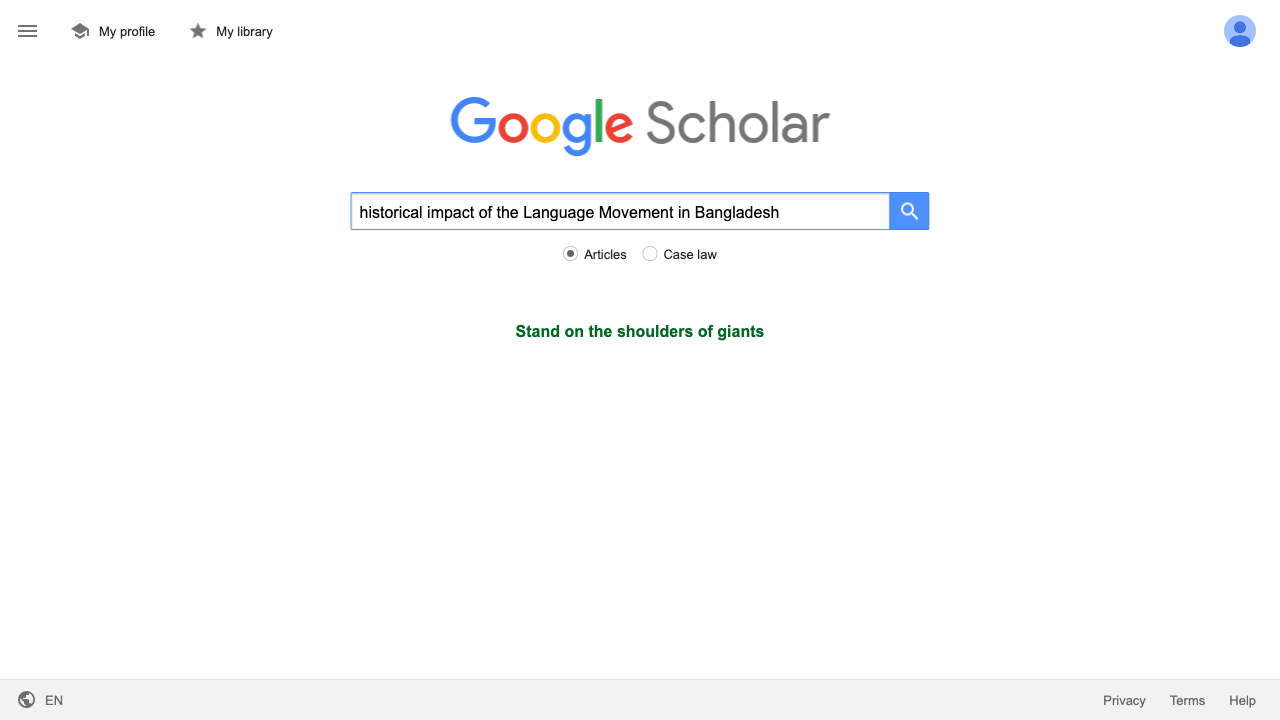 My profile
My library
Google Scholar
historical impact of the Language Movement in Bangladesh
Articles
Case law
Stand on the shoulders of giants
EN
Privacy
Terms
Help